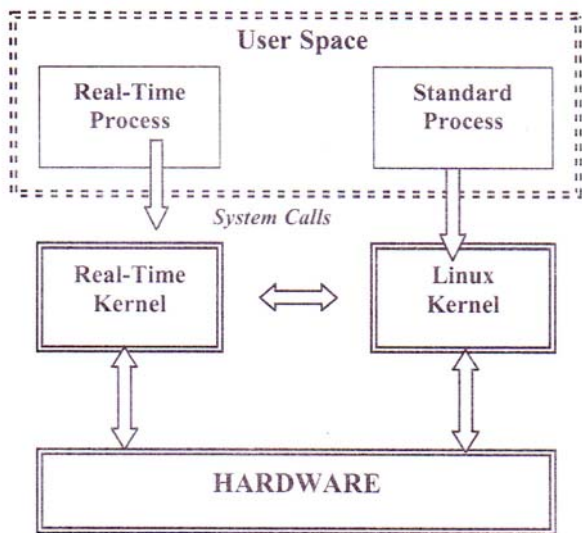 User Space
Real-Time
Process
Standard
Process
System Calls
Real-Time
Kernel
Linux
Kernel
HARDWARE